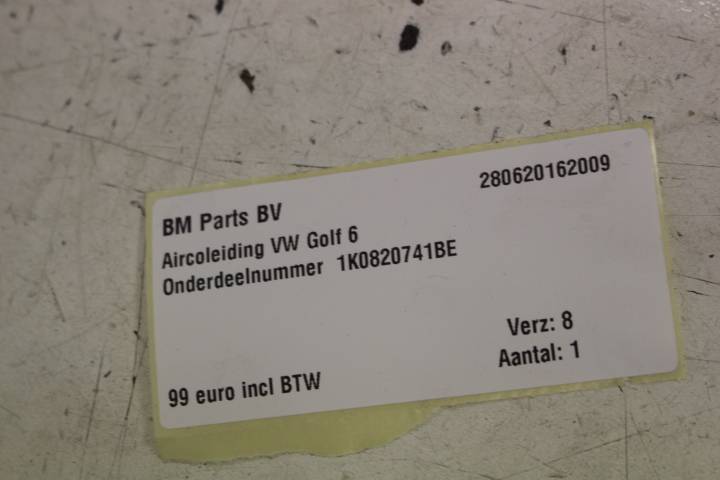 BM Parts BV
280620162009
Aircoleiding VW Golf 6
Onderdeelnummer 1K0820741BE
Verz: 8
Aantal: 1
99 euro incl BTW